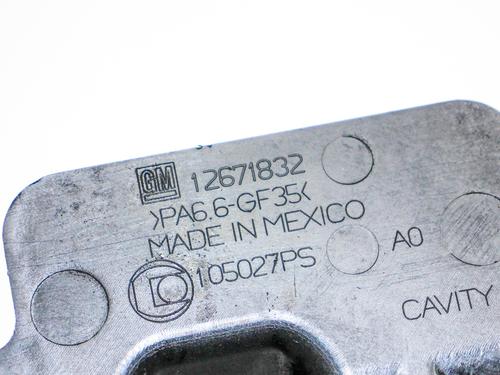 GM 12671832
>PA6.6-GF35<
MADE IN MEXICO
105027PS A0
CAVITY